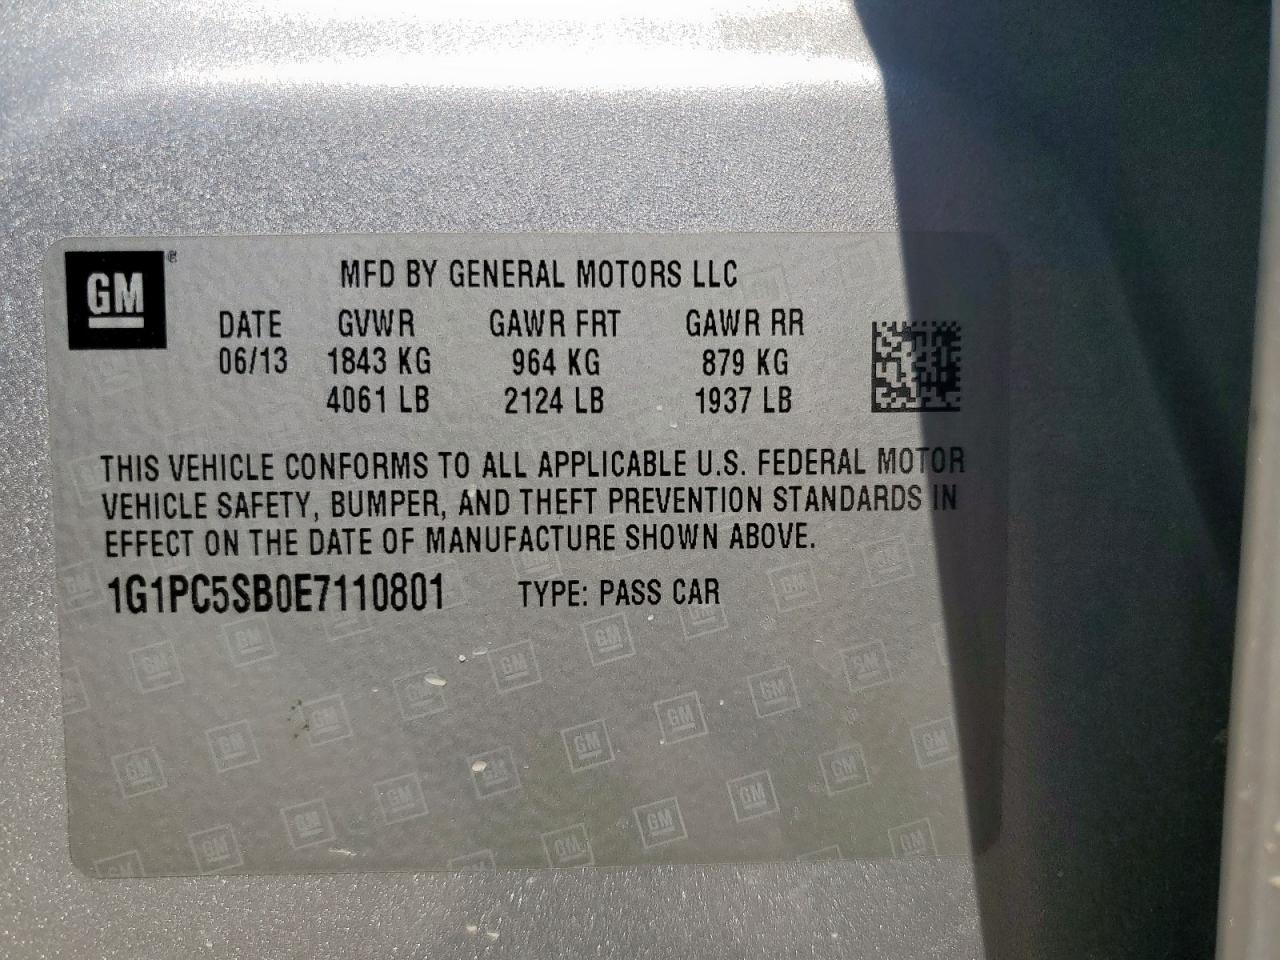 GM®
MFD BY GENERAL MOTORS LLC
DATE GVWR GAWR FRT GAWR RR
06/13 1843 KG 964 KG 879 KG
4061 LB 2124 LB 1937 LB
THIS VEHICLE CONFORMS TO ALL APPLICABLE U.S. FEDERAL MOTOR
VEHICLE SAFETY, BUMPER, AND THEFT PREVENTION STANDARDS IN
EFFECT ON THE DATE OF MANUFACTURE SHOWN ABOVE.
1G1PC5SB0E7110801 TYPE: PASS CAR